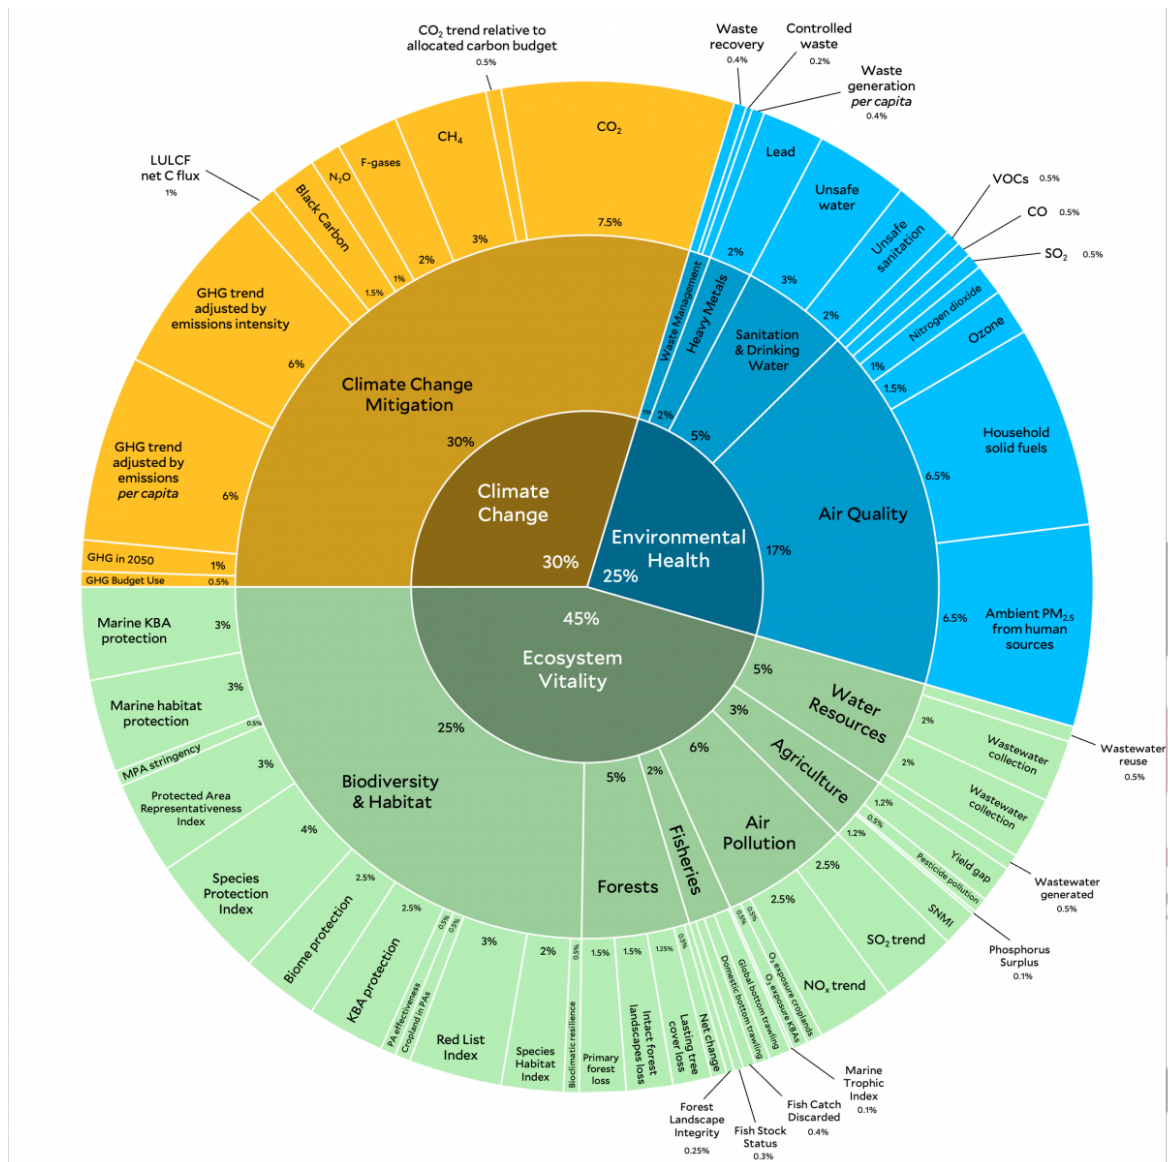 CO₂ trend relative to
allocated carbon budget
0.5%
Waste
recovery
0.4%
Controlled
waste
0.2%
Waste
generation
per capita
0.4%
LULCF
net C flux
1%
Black Carbon
1.5%
N₂O
1%
F-gases
2%
CH₄
3%
CO₂
7.5%
Lead
2%
Unsafe
water
3%
Unsafe
sanitation
2%
VOCs 0.5%
CO 0.5%
SO₂ 0.5%
Nitrogen dioxide
1%
Ozone
1.5%
Household
solid fuels
6.5%
Ambient PM₂.₅
from human
sources
6.5%
GHG trend
adjusted by
emissions intensity
6%
GHG trend
adjusted by
emissions
per capita
6%
GHG in 2050
1%
GHG Budget Use
0.5%
Climate Change
Mitigation
30%
Waste Management
Heavy Metals
2%
Sanitation
& Drinking
Water
5%
Air Quality
17%
Climate
Change
30%
Environmental
Health
25%
45%
Ecosystem
Vitality
Marine KBA
protection
3%
Marine habitat
protection
3%
MPA stringency
0.5%
Protected Area
Representativeness
Index
3%
Species
Protection
Index
4%
Biome protection
2.5%
KBA protection
2.5%
PA effectiveness
0.5%
Cropland in PAs
0.5%
Red List
Index
3%
Species
Habitat
Index
2%
Bioclimatic resilience
0.5%
Biodiversity
& Habitat
25%
Forests
5%
Fisheries
2%
Air
Pollution
6%
Agriculture
3%
Water
Resources
5%
Primary
forest
loss
1.5%
Intact forest
landscapes loss
1.5%
Lasting tree
cover loss
1.25%
Net change
0.5%
Forest
Landscape
Integrity
0.25%
Fish Stock
Status
0.3%
Fish Catch
Discarded
0.4%
Marine
Trophic
Index
0.1%
Domestic bottom trawling
Global bottom trawling
O₃ exposure KBAs
0.5%
O₃ exposure croplands
0.5%
NOₓ trend
2.5%
SO₂ trend
2.5%
SNMI
1.2%
Phosphorus
Surplus
0.1%
Pesticide pollution
0.5%
Yield gap
1.2%
Wastewater
generated
0.5%
Wastewater
collection
2%
Wastewater
collection
2%
Wastewater
reuse
0.5%